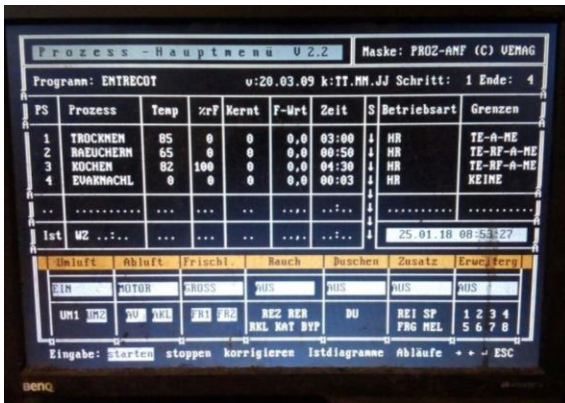 Prozess -Hauptmenü V 2.2 Maske: PROZ-ANF (C) VEMAG
Programm: ENTRECOT v:20.03.09 k:TT.MM.JJ Schritt: 1 Ende: 4
PS Prozess Temp %rF Kernt F-Wrt Zeit S Betriebsart Grenzen
1 TROCKNEN 85 0 0 0,0 03:00 ↓ HR TE-A-ME
2 RAEUCHERN 65 0 0 0,0 00:50 ↓ HR TE-RF-A-ME
3 KOCHEN 82 100 0 0,0 04:30 ↓ HR TE-RF-A-ME
4 EVAKNACHL 0 0 0 0,0 00:03 ↓ HR KEINE
.. .......... ... ... ... ..,. ..:.. ......... ..........
Ist WZ ..:.. ... ... ... ..,. ..:.. ↓ 25.01.18 08:53:27
Umluft Abluft Frischl. Rauch Duschen Zusatz Erweiterg
EIN MOTOR GROSS AUS AUS AUS AUS
UM1 UM2 AV AKL FR1 FR2 REZ RER DU REI SP 1 2 3 4
RKL KAT BYP FRG MEL 5 6 7 8
Eingabe: starten stoppen korrigieren Istdiagramme Abläufe → ← ↵ ESC
BenQ